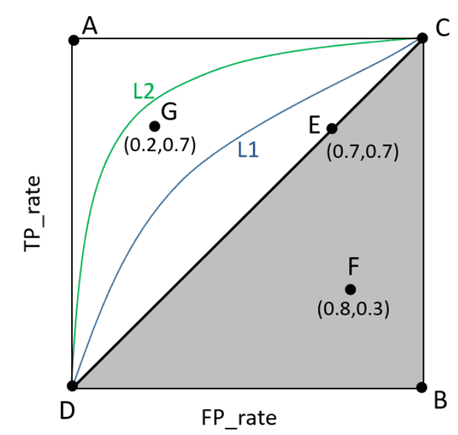 A
C
L2
G
(0.2,0.7)
E
(0.7,0.7)
L1
TP_rate
F
(0.8,0.3)
D
B
FP_rate